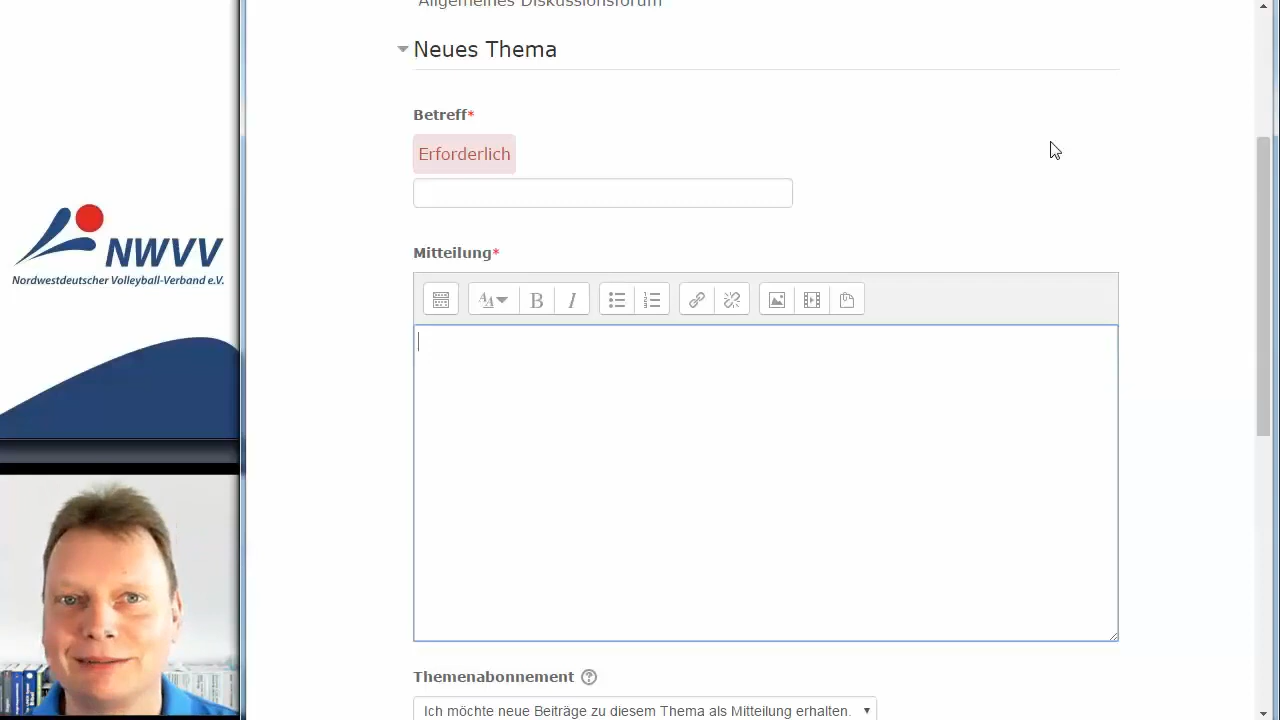 Allgemeines Diskussionsforum
Neues Thema
Betreff*
Erforderlich
Mitteilung*
Themenabonnement
Ich möchte neue Beiträge zu diesem Thema als Mitteilung erhalten.
NWVV
Nordwestdeutscher Volleyball-Verband e.V.